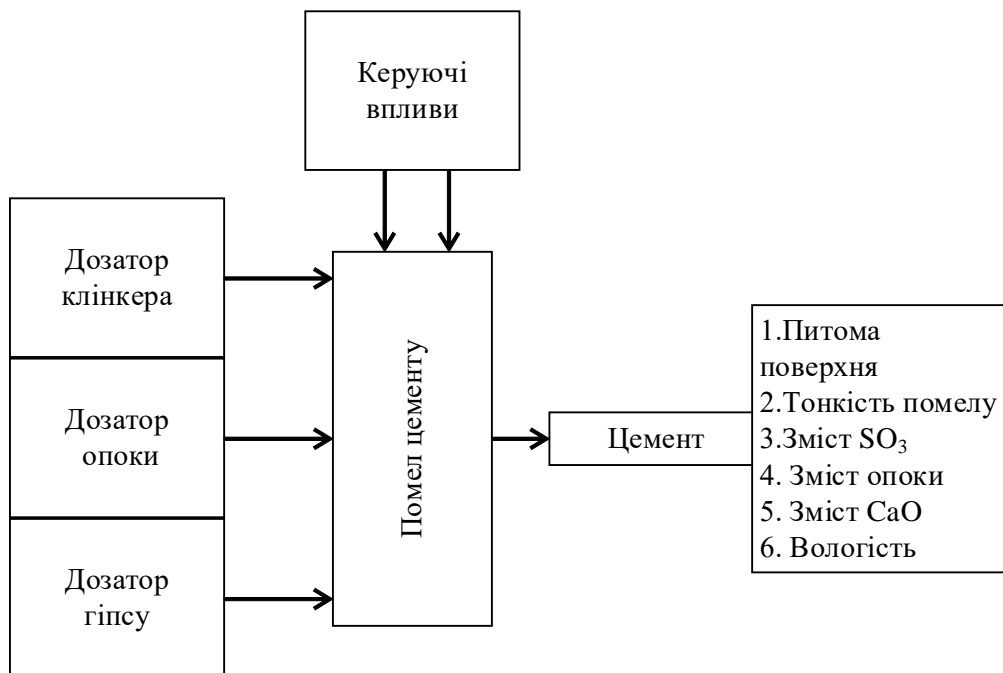 Керуючі
впливи
Дозатор
клінкера
Дозатор
опоки
Дозатор
гіпсу
Помел цементу
Цемент
1.Питома
поверхня
2.Тонкість помелу
3.Зміст SO₃
4. Зміст опоки
5. Зміст CaO
6. Вологість